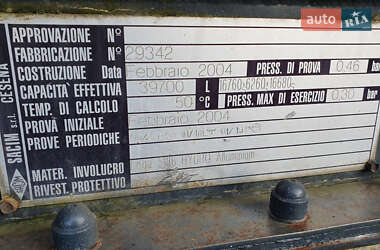 auto RIA
SACIM s.r.l. CESENA
APPROVAZIONE N°
FABBRICAZIONE N° 29342
COSTRUZIONE Data Febbraio 2004 PRESS. DI PROVA 0,46 bar
CAPACITÀ EFFETTIVA 39700 L
TEMP. DI CALCOLO 50 °C PRESS. MAX DI ESERCIZIO 0,30 bar
PROVA INIZIALE Febbraio 2004
PROVE PERIODICHE
MATER. INVOLUCRO
RIVEST. PROTETTIVO